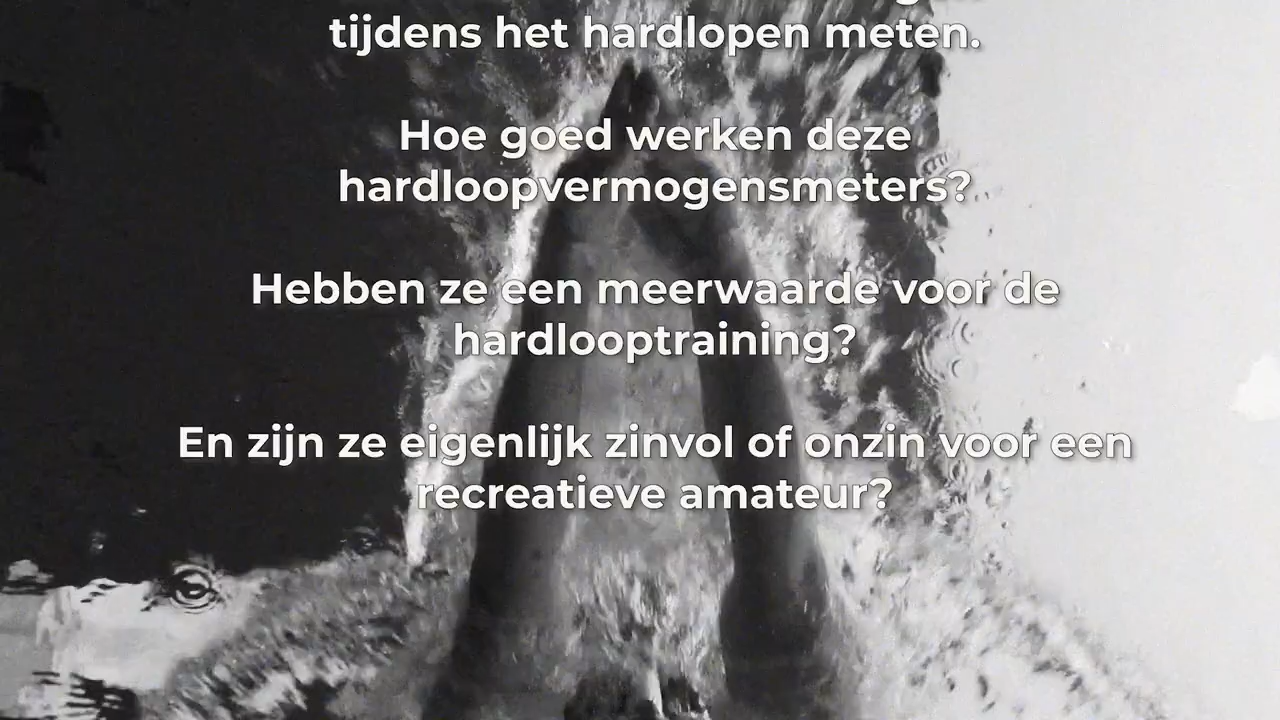 tijdens het hardlopen meten.
Hoe goed werken deze
hardloopvermogensmeters?
Hebben ze een meerwaarde voor de
hardlooptraining?
En zijn ze eigenlijk zinvol of onzin voor een
recreatieve amateur?